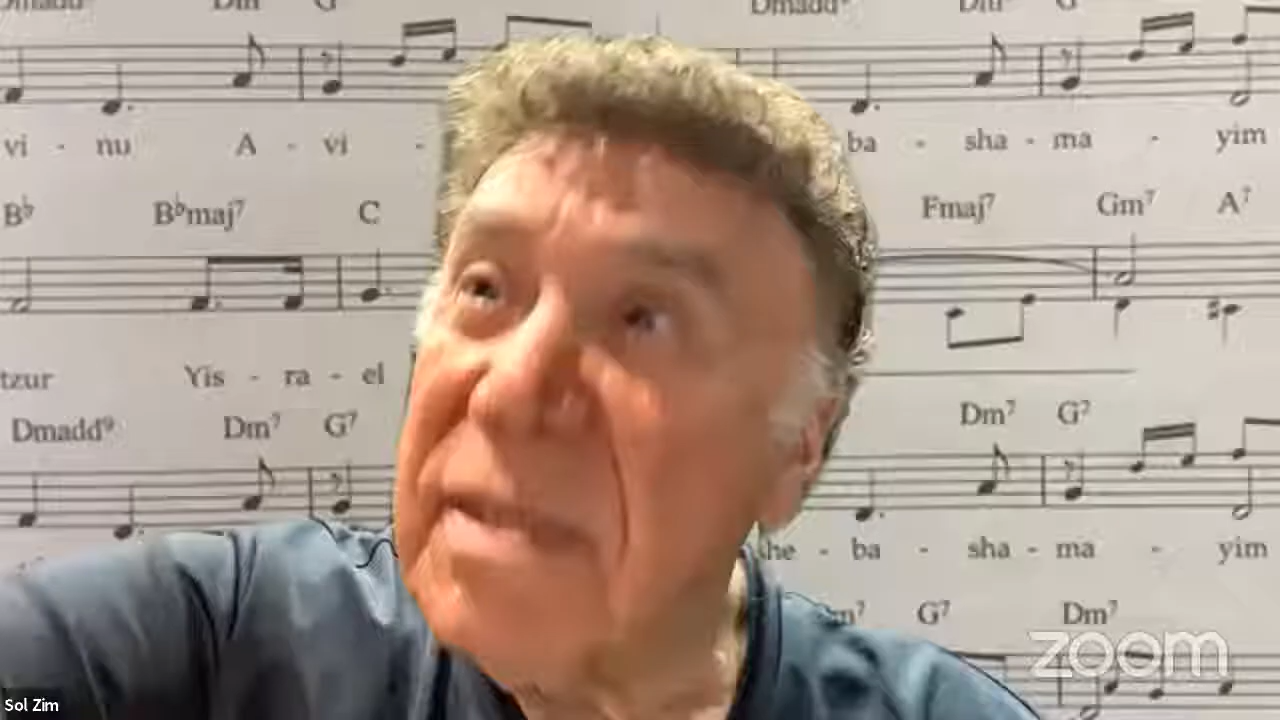 Dmadd⁹ Dm⁷ G⁷ Dmadd⁹ Dm⁷ G⁷
vi - nu A - vi - ba - sha - ma - yim
B♭ B♭maj⁷ C Fmaj⁷ Gm⁷ A⁷
tzur Yis - ra - el
Dmadd⁹ Dm⁷ G⁷ Dm⁷ G⁷
she - ba - sha - ma - yim
G⁷ Dm⁷
zoom
Sol Zim